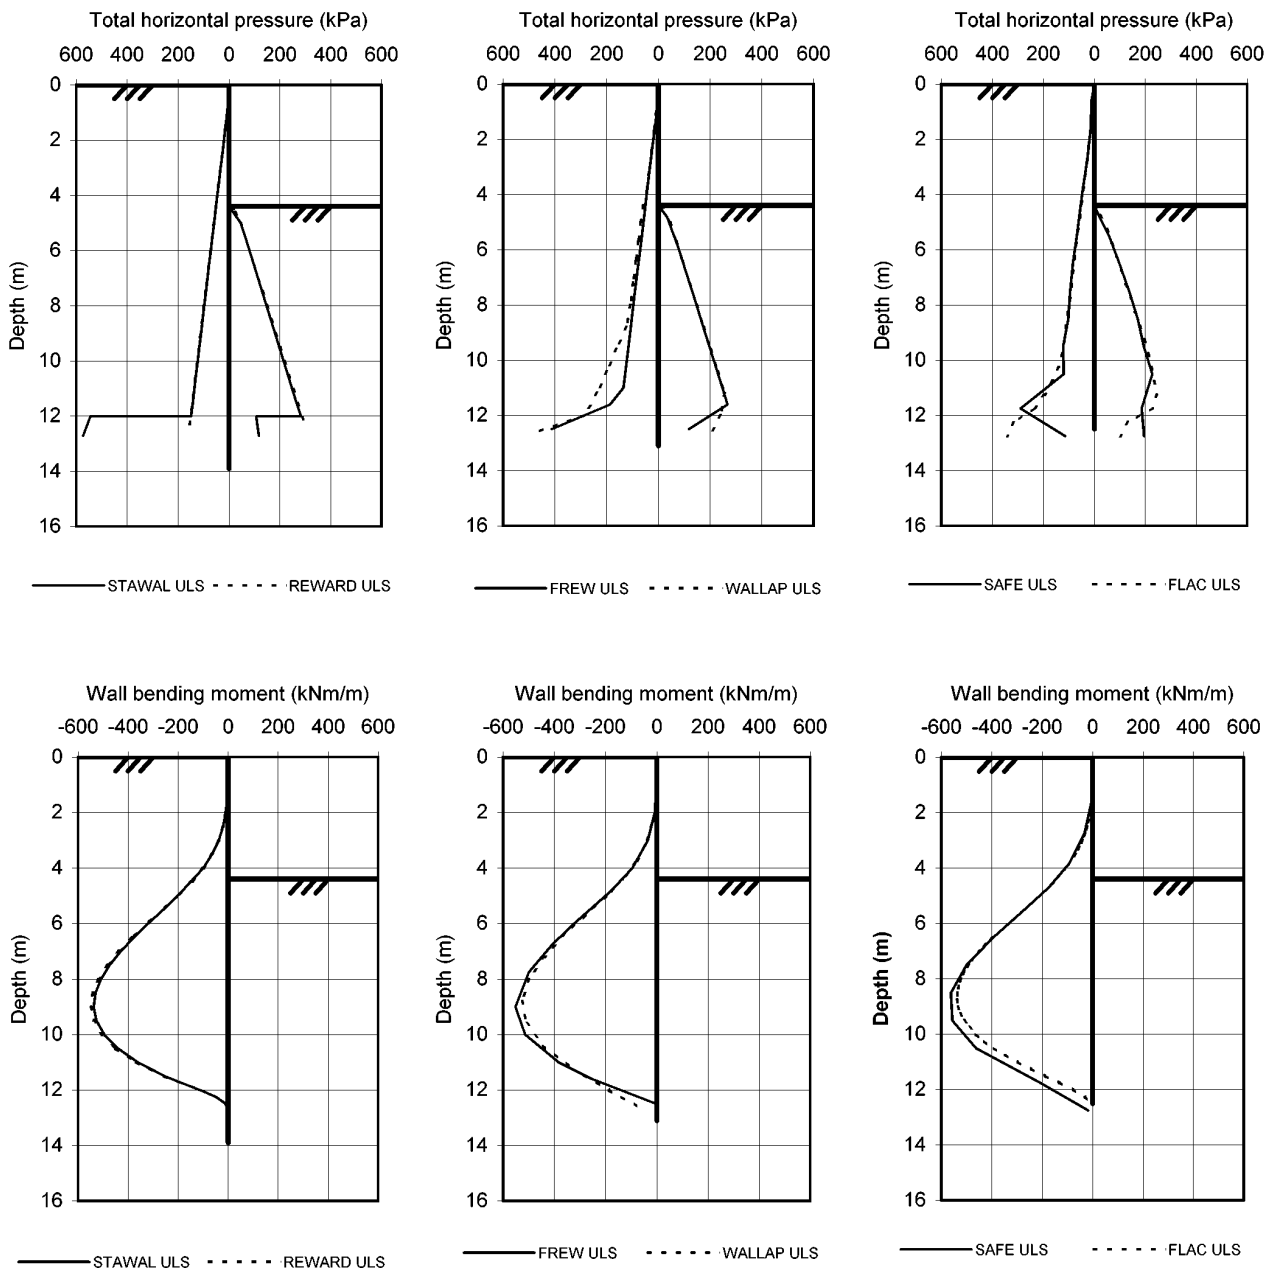 Total horizontal pressure (kPa)
600 400 200 0 200 400 600
0
2
4
6
8
10
12
14
16
Depth (m)
STAWAL ULS REWARD ULS
Total horizontal pressure (kPa)
600 400 200 0 200 400 600
0
2
4
6
8
10
12
14
16
Depth (m)
FREW ULS WALLAP ULS
Total horizontal pressure (kPa)
600 400 200 0 200 400 600
0
2
4
6
8
10
12
14
16
Depth (m)
SAFE ULS FLAC ULS
Wall bending moment (kNm/m)
-600 -400 -200 0 200 400 600
0
2
4
6
8
10
12
14
16
Depth (m)
STAWAL ULS REWARD ULS
Wall bending moment (kNm/m)
-600 -400 -200 0 200 400 600
0
2
4
6
8
10
12
14
16
Depth (m)
FREW ULS WALLAP ULS
Wall bending moment (kNm/m)
-600 -400 -200 0 200 400 600
0
2
4
6
8
10
12
14
16
Depth (m)
SAFE ULS FLAC ULS